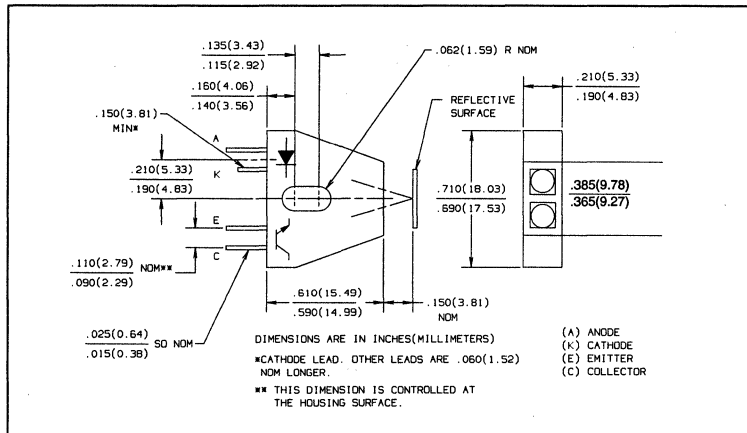 .135(3.43)
.115(2.92)
.062(1.59) R NOM
.160(4.06)
.140(3.56)
.210(5.33)
.190(4.83)
REFLECTIVE
SURFACE
.150(3.81)
MIN*
A
K
.210(5.33)
.190(4.83)
.710(18.03)
.690(17.53)
.385(9.78)
.365(9.27)
E
C
.110(2.79)
.090(2.29)
NOM**
.610(15.49)
.590(14.99)
.150(3.81)
NOM
.025(0.64)
.015(0.38)
SQ NOM
DIMENSIONS ARE IN INCHES(MILLIMETERS)
*CATHODE LEAD. OTHER LEADS ARE .060(1.52)
NOM LONGER.
** THIS DIMENSION IS CONTROLLED AT
THE HOUSING SURFACE.
(A) ANODE
(K) CATHODE
(E) EMITTER
(C) COLLECTOR